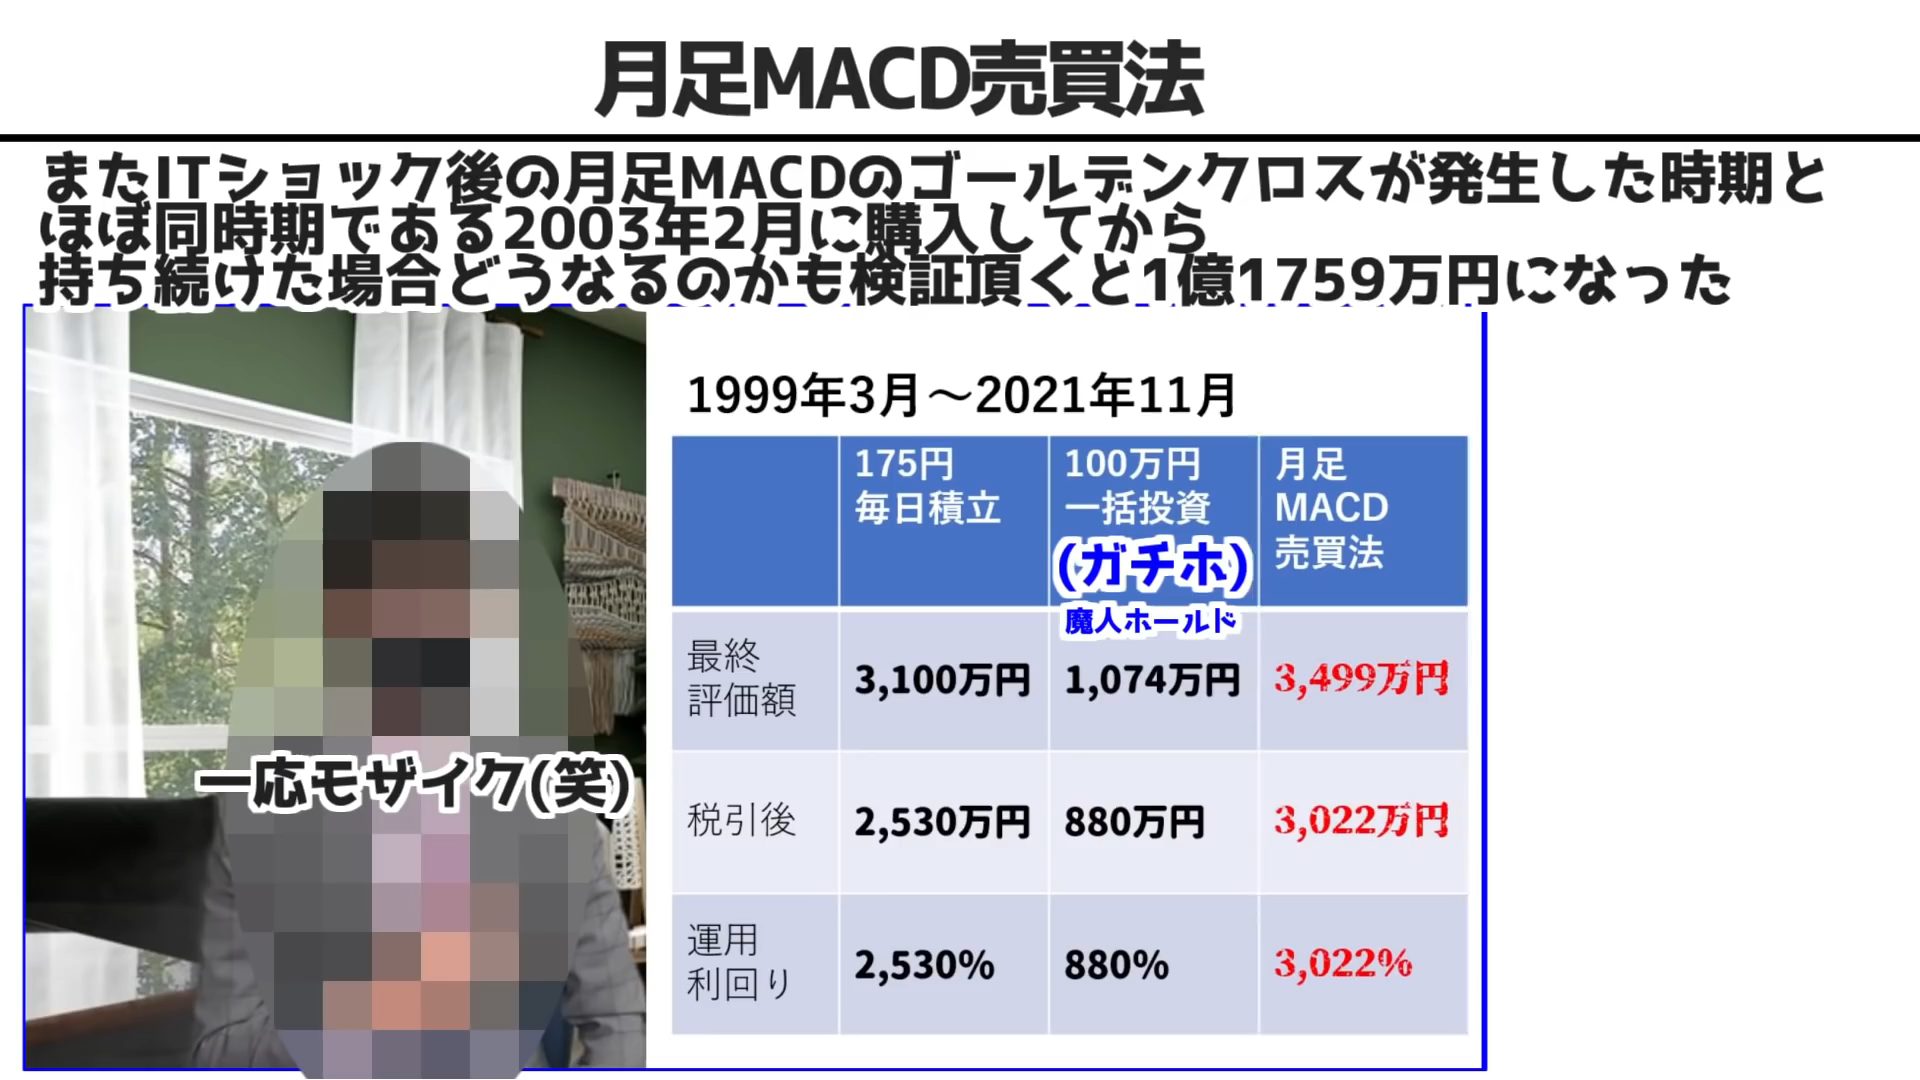 月足MACD売買法
またITショック後の月足MACDのゴールデンクロスが発生した時期と
ほぼ同時期である2003年2月に購入してから
持ち続けた場合どうなるのかも検証頂くと1億1759万円になった
1999年3月～2021年11月
175円
毎日積立
100万円
一括投資
(ガチホ)
魔人ホールド
月足
MACD
売買法
最終
評価額
3,100万円
1,074万円
3,499万円
税引後
2,530万円
880万円
3,022万円
運用
利回り
2,530%
880%
3,022%
一応モザイク(笑)